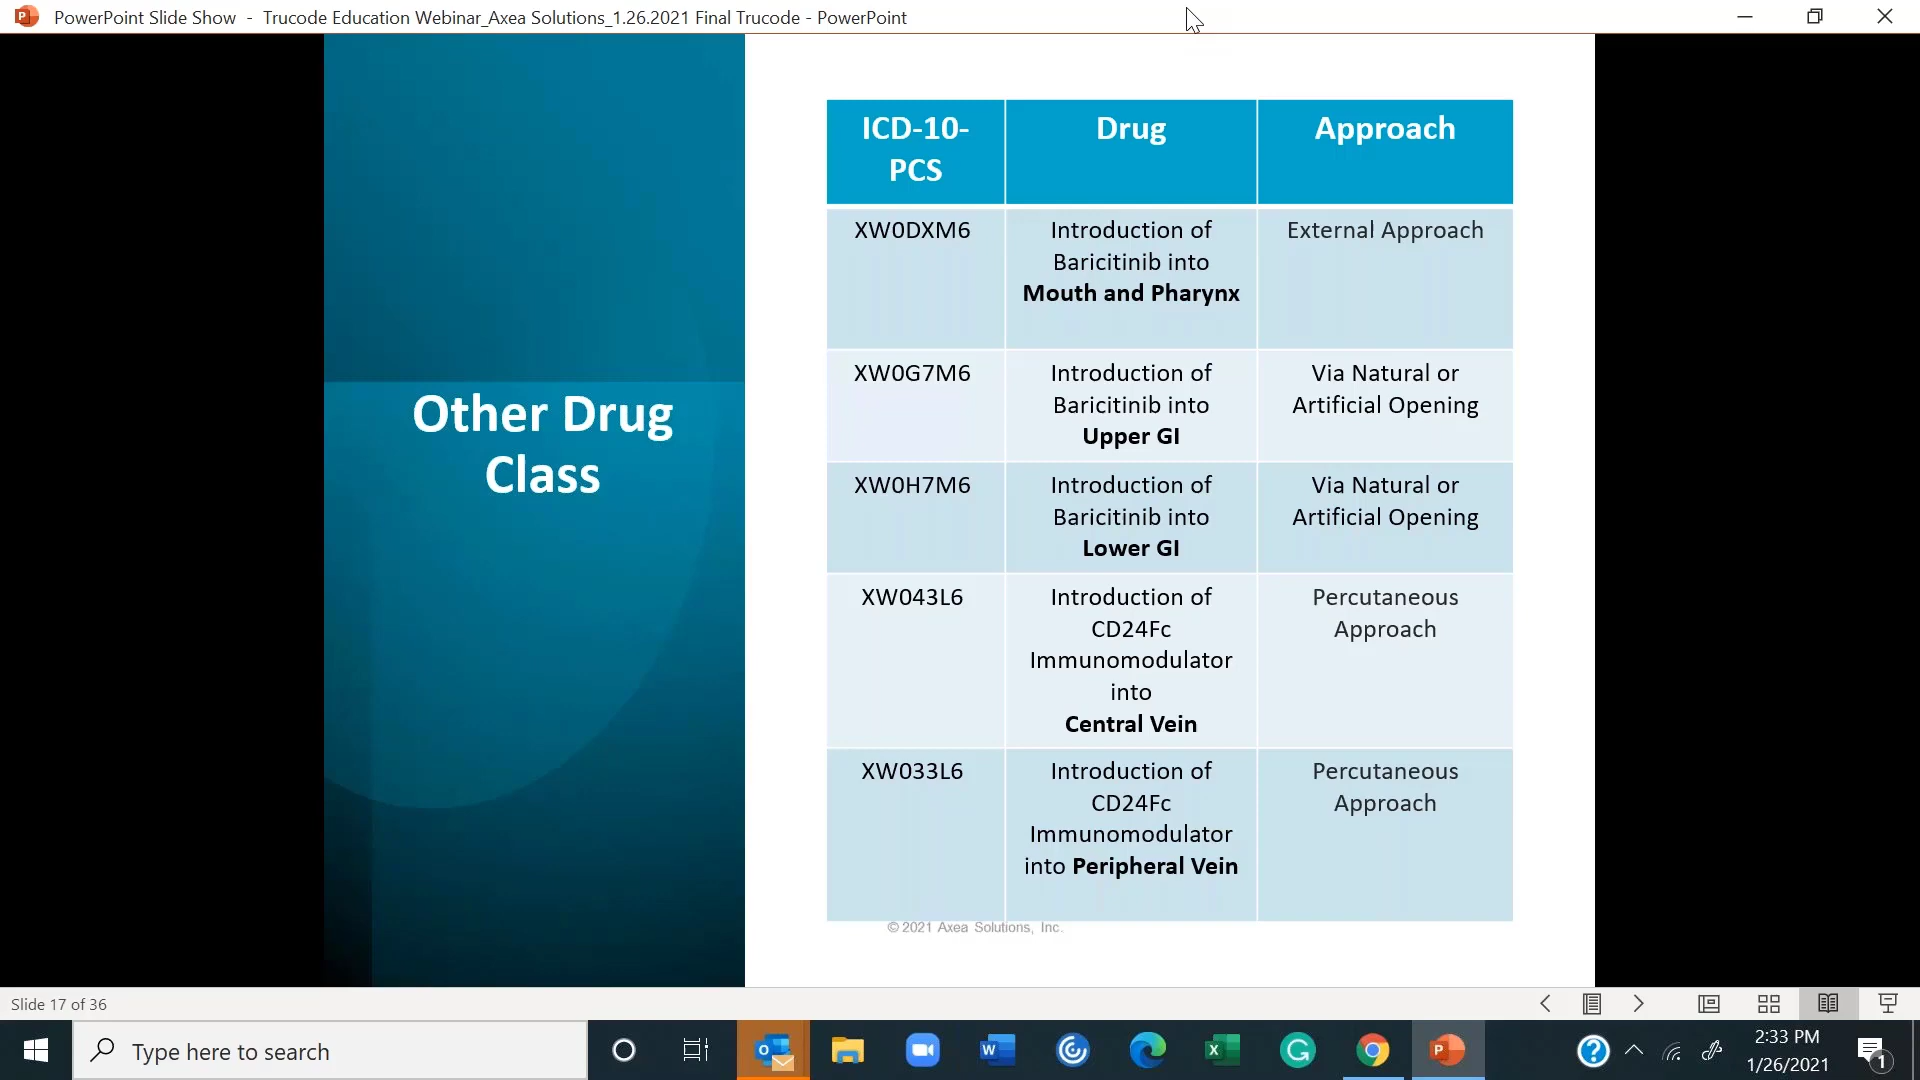 PowerPoint Slide Show - Trucode Education Webinar_Axea Solutions_1.26.2021 Final Trucode - PowerPoint
Other Drug
Class
ICD-10-
PCS
Drug
Approach
XW0DXM6
Introduction of
Baricitinib into
Mouth and Pharynx
External Approach
XW0G7M6
Introduction of
Baricitinib into
Upper GI
Via Natural or
Artificial Opening
XW0H7M6
Introduction of
Baricitinib into
Lower GI
Via Natural or
Artificial Opening
XW043L6
Introduction of
CD24Fc
Immunomodulator
into
Central Vein
Percutaneous
Approach
XW033L6
Introduction of
CD24Fc
Immunomodulator
into Peripheral Vein
Percutaneous
Approach
© 2021 Axea Solutions, Inc.
Slide 17 of 36
Type here to search
2:33 PM
1/26/2021
1